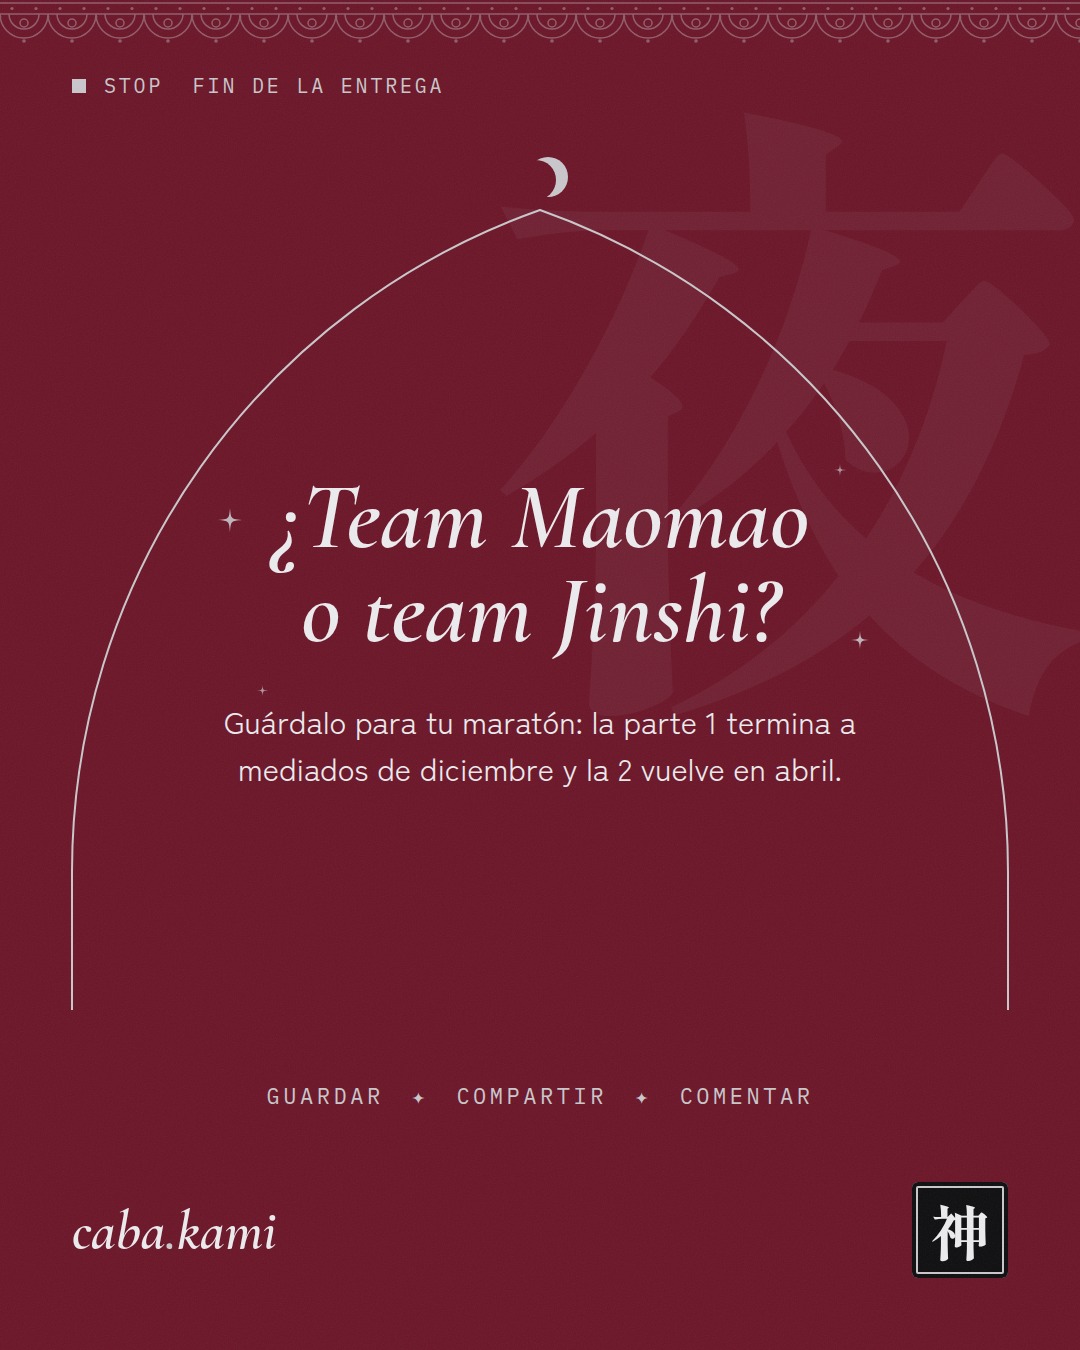 STOP FIN DE LA ENTREGA
夜
¿Team Maomao
o team Jinshi?
Guárdalo para tu maratón: la parte 1 termina a
mediados de diciembre y la 2 vuelve en abril.
GUARDAR ✦ COMPARTIR ✦ COMENTAR
caba.kami
神